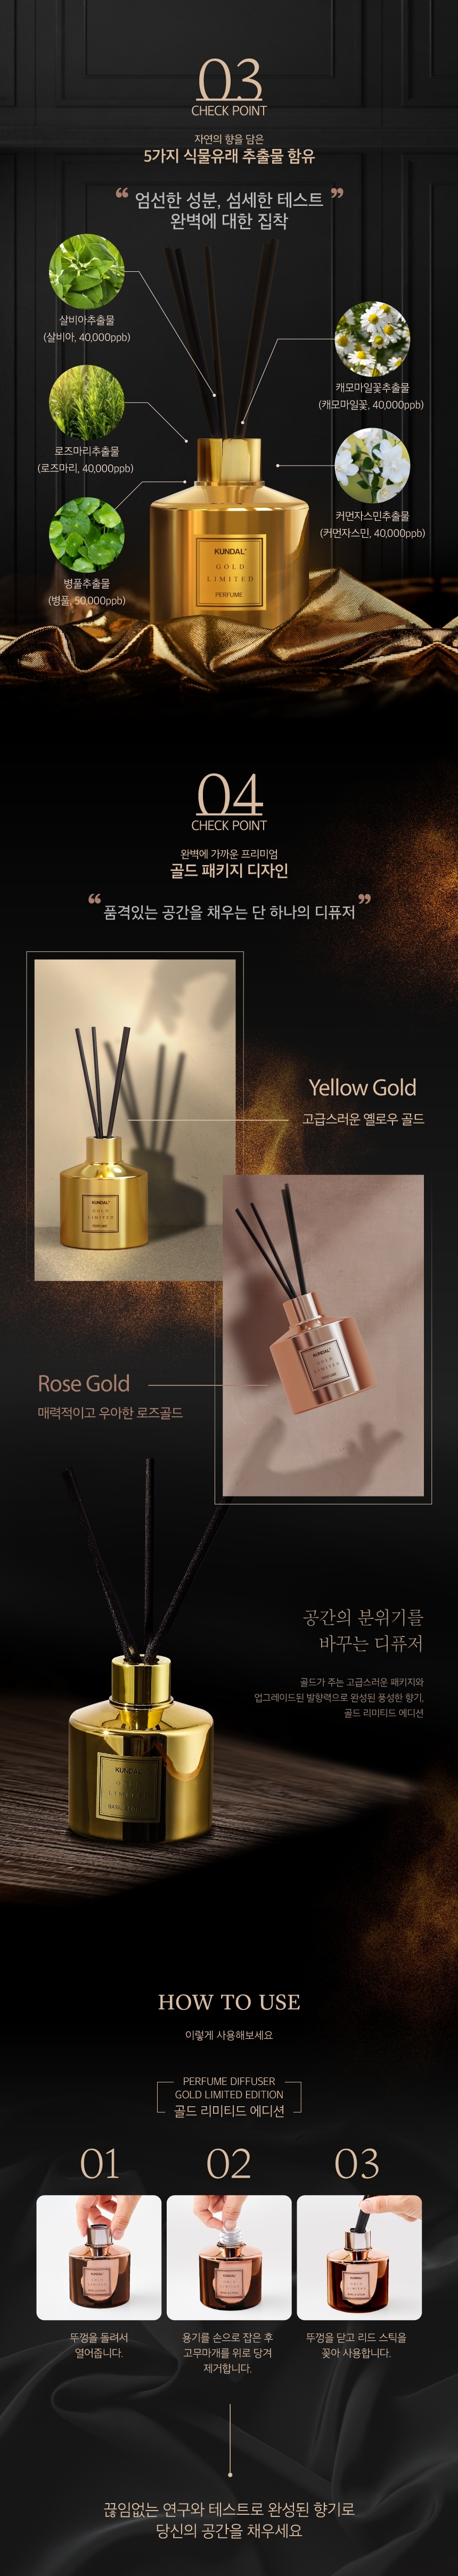 03
CHECK POINT
자연의 향을 담은
5가지 식물유래 추출물 함유
“ 엄선한 성분, 섬세한 테스트 ”
완벽에 대한 집착
살비아추출물
(살비아, 40,000ppb)
캐모마일꽃추출물
(캐모마일꽃, 40,000ppb)
로즈마리추출물
(로즈마리, 40,000ppb)
커먼자스민추출물
(커먼자스민, 40,000ppb)
병풀추출물
(병풀, 50,000ppb)
KUNDAL
GOLD
LIMITED
PERFUME
04
CHECK POINT
완벽에 가까운 프리미엄
골드 패키지 디자인
“ 품격있는 공간을 채우는 단 하나의 디퓨저 ”
Yellow Gold
고급스러운 옐로우 골드
KUNDAL
GOLD
LIMITED
PERFUME
KUNDAL
GOLD
LIMITED
PERFUME
Rose Gold
매력적이고 우아한 로즈골드
공간의 분위기를
바꾸는 디퓨저
골드가 주는 고급스러운 패키지와
업그레이드된 발향력으로 완성된 풍성한 향기,
골드 리미티드 에디션
KUNDAL
GOLD
LIMITED
HOW TO USE
이렇게 사용해보세요
PERFUME DIFFUSER
GOLD LIMITED EDITION
골드 리미티드 에디션
01
02
03
뚜껑을 돌려서
열어줍니다.
용기를 손으로 잡은 후
고무마개를 위로 당겨
제거합니다.
뚜껑을 닫고 리드 스틱을
꽂아 사용합니다.
끊임없는 연구와 테스트로 완성된 향기로
당신의 공간을 채우세요